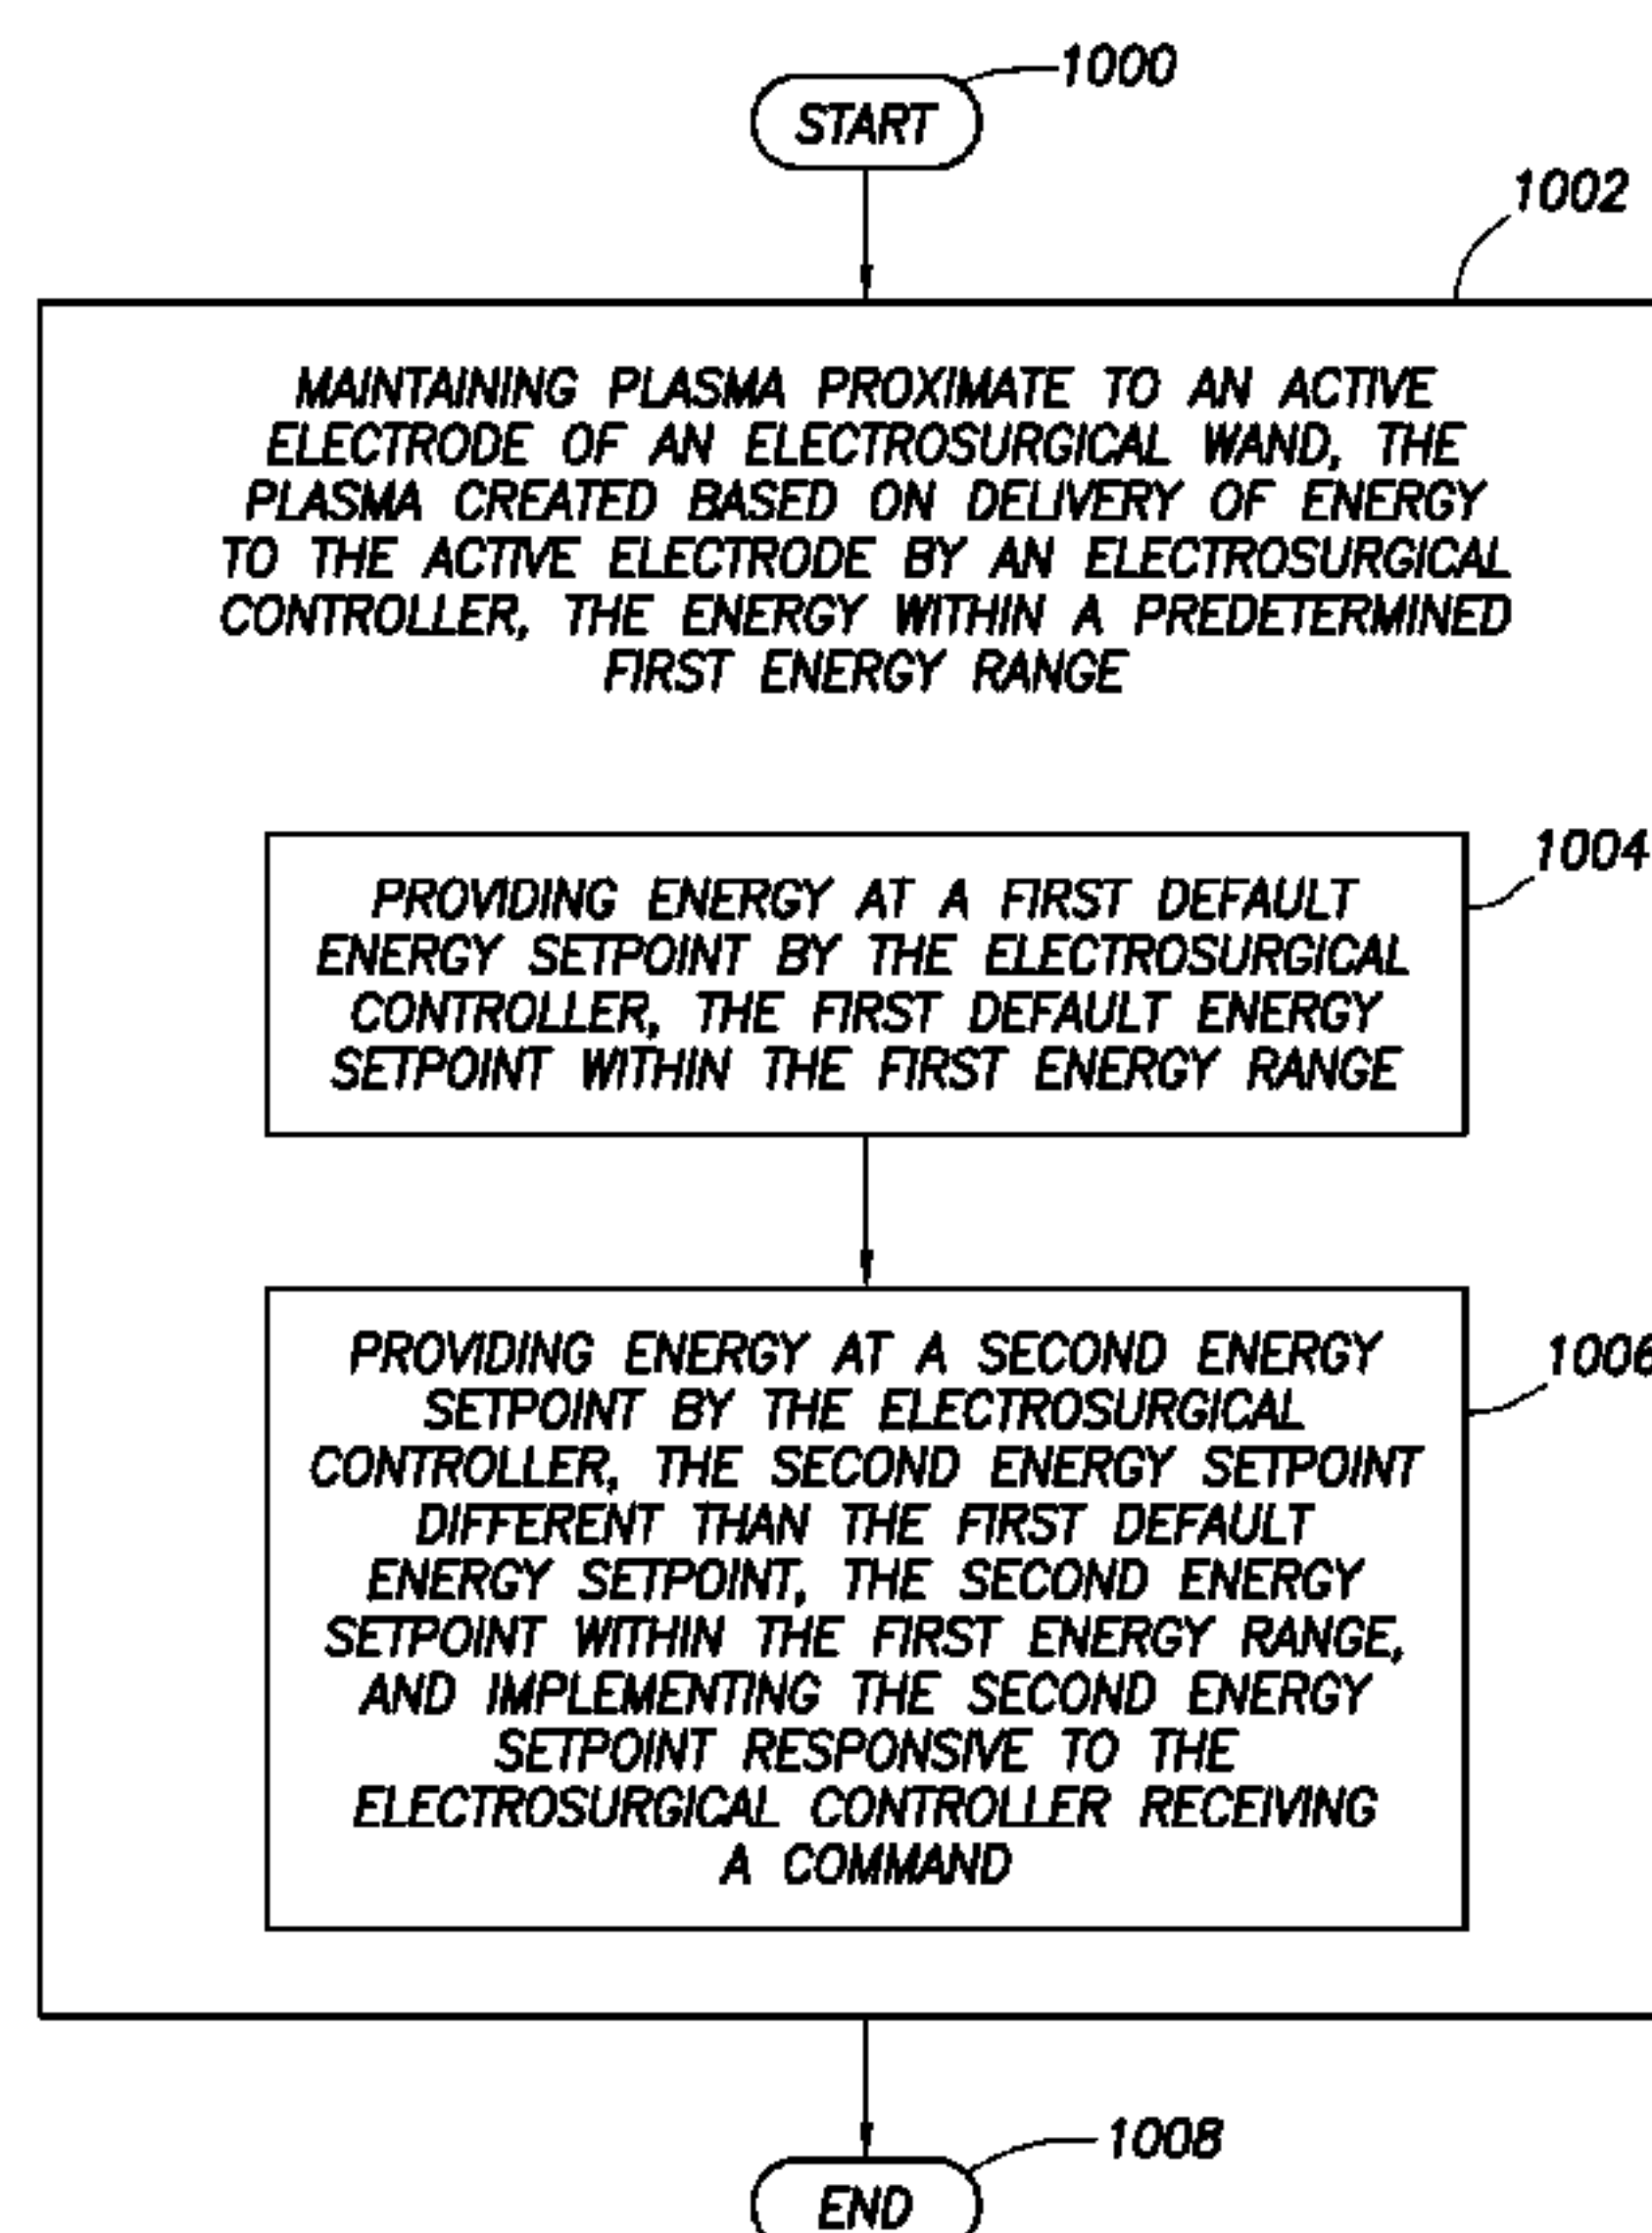 1000
START
1002
MAINTAINING PLASMA PROXIMATE TO AN ACTIVE
ELECTRODE OF AN ELECTROSURGICAL WAND, THE
PLASMA CREATED BASED ON DELIVERY OF ENERGY
TO THE ACTIVE ELECTRODE BY AN ELECTROSURGICAL
CONTROLLER, THE ENERGY WITHIN A PREDETERMINED
FIRST ENERGY RANGE
1004
PROVIDING ENERGY AT A FIRST DEFAULT
ENERGY SETPOINT BY THE ELECTROSURGICAL
CONTROLLER, THE FIRST DEFAULT ENERGY
SETPOINT WITHIN THE FIRST ENERGY RANGE
1006
PROVIDING ENERGY AT A SECOND ENERGY
SETPOINT BY THE ELECTROSURGICAL
CONTROLLER, THE SECOND ENERGY SETPOINT
DIFFERENT THAN THE FIRST DEFAULT
ENERGY SETPOINT, THE SECOND ENERGY
SETPOINT WITHIN THE FIRST ENERGY RANGE,
AND IMPLEMENTING THE SECOND ENERGY
SETPOINT RESPONSIVE TO THE
ELECTROSURGICAL CONTROLLER RECEIVING
A COMMAND
1008
END